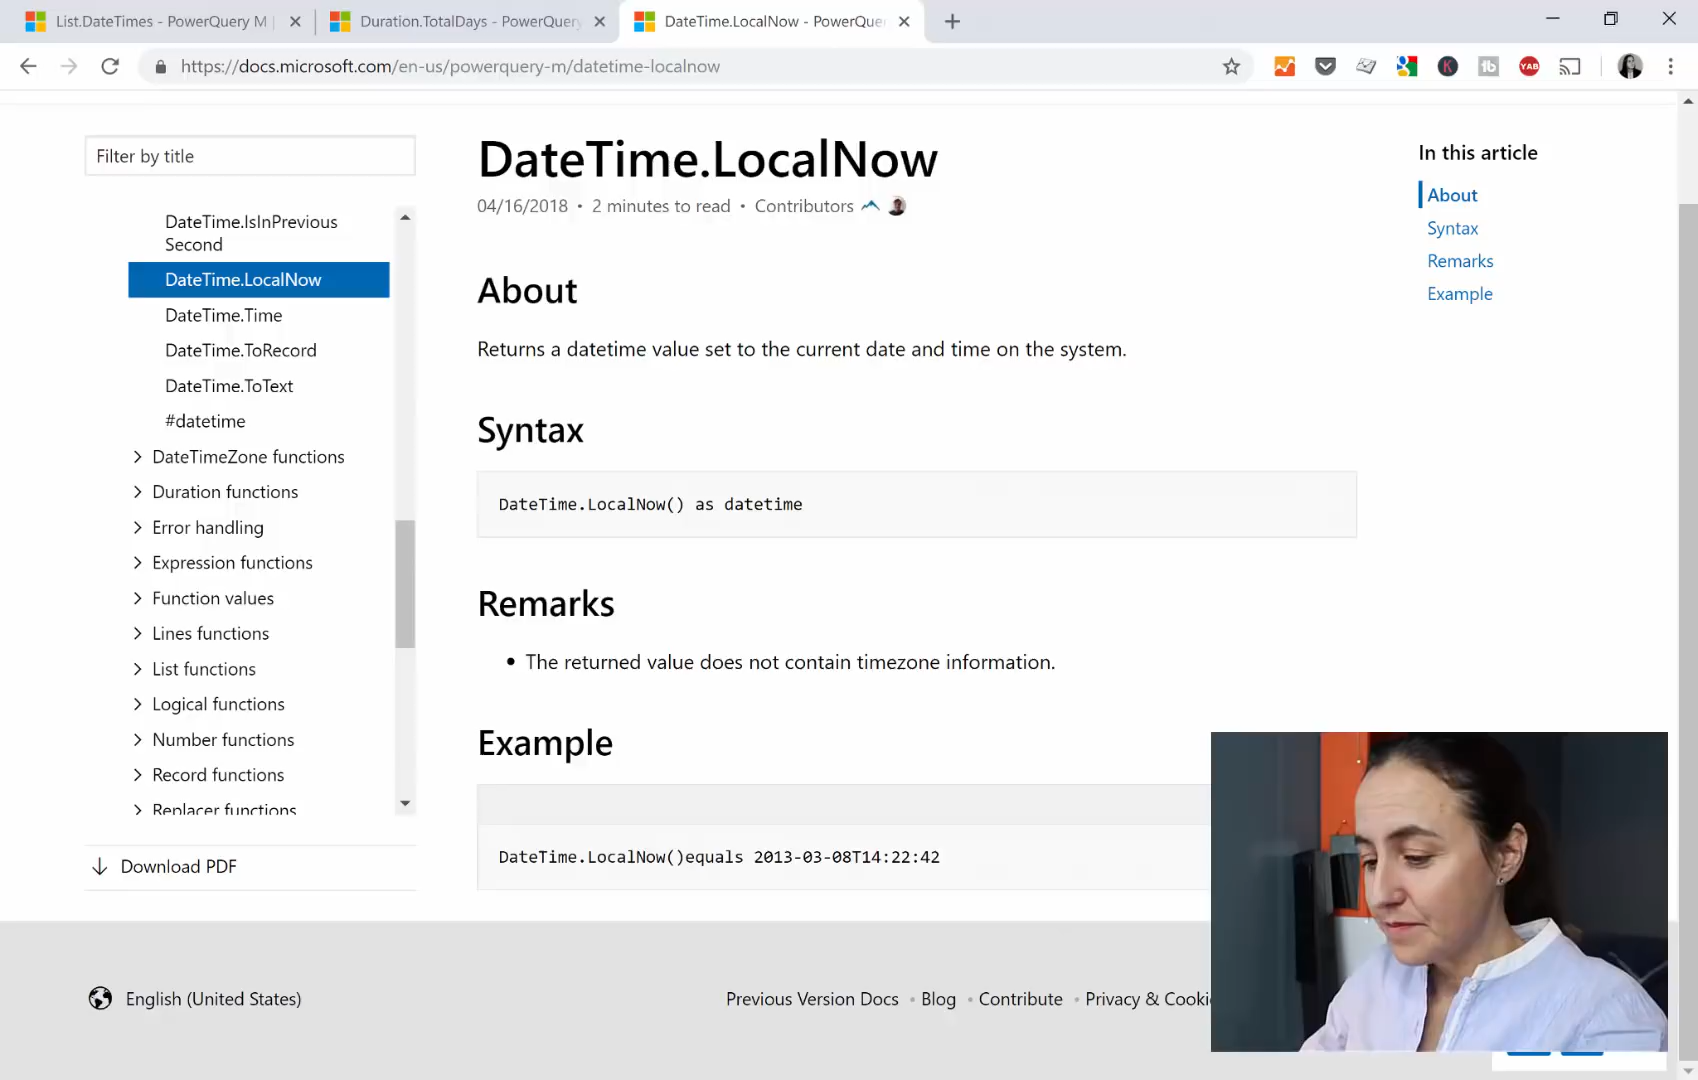 List.DateTimes - PowerQuery M
Duration.TotalDays - PowerQuery
DateTime.LocalNow - PowerQue
https://docs.microsoft.com/en-us/powerquery-m/datetime-localnow
K
tb
YAB
Filter by title
DateTime.IsInPrevious
Second
DateTime.LocalNow
DateTime.Time
DateTime.ToRecord
DateTime.ToText
#datetime
DateTimeZone functions
Duration functions
Error handling
Expression functions
Function values
Lines functions
List functions
Logical functions
Number functions
Record functions
Replacer functions
Download PDF
DateTime.LocalNow
04/16/2018 • 2 minutes to read • Contributors
About
Returns a datetime value set to the current date and time on the system.
Syntax
DateTime.LocalNow() as datetime
Remarks
• The returned value does not contain timezone information.
Example
DateTime.LocalNow()equals 2013-03-08T14:22:42
In this article
About
Syntax
Remarks
Example
English (United States)
Previous Version Docs • Blog • Contribute • Privacy & Cooki